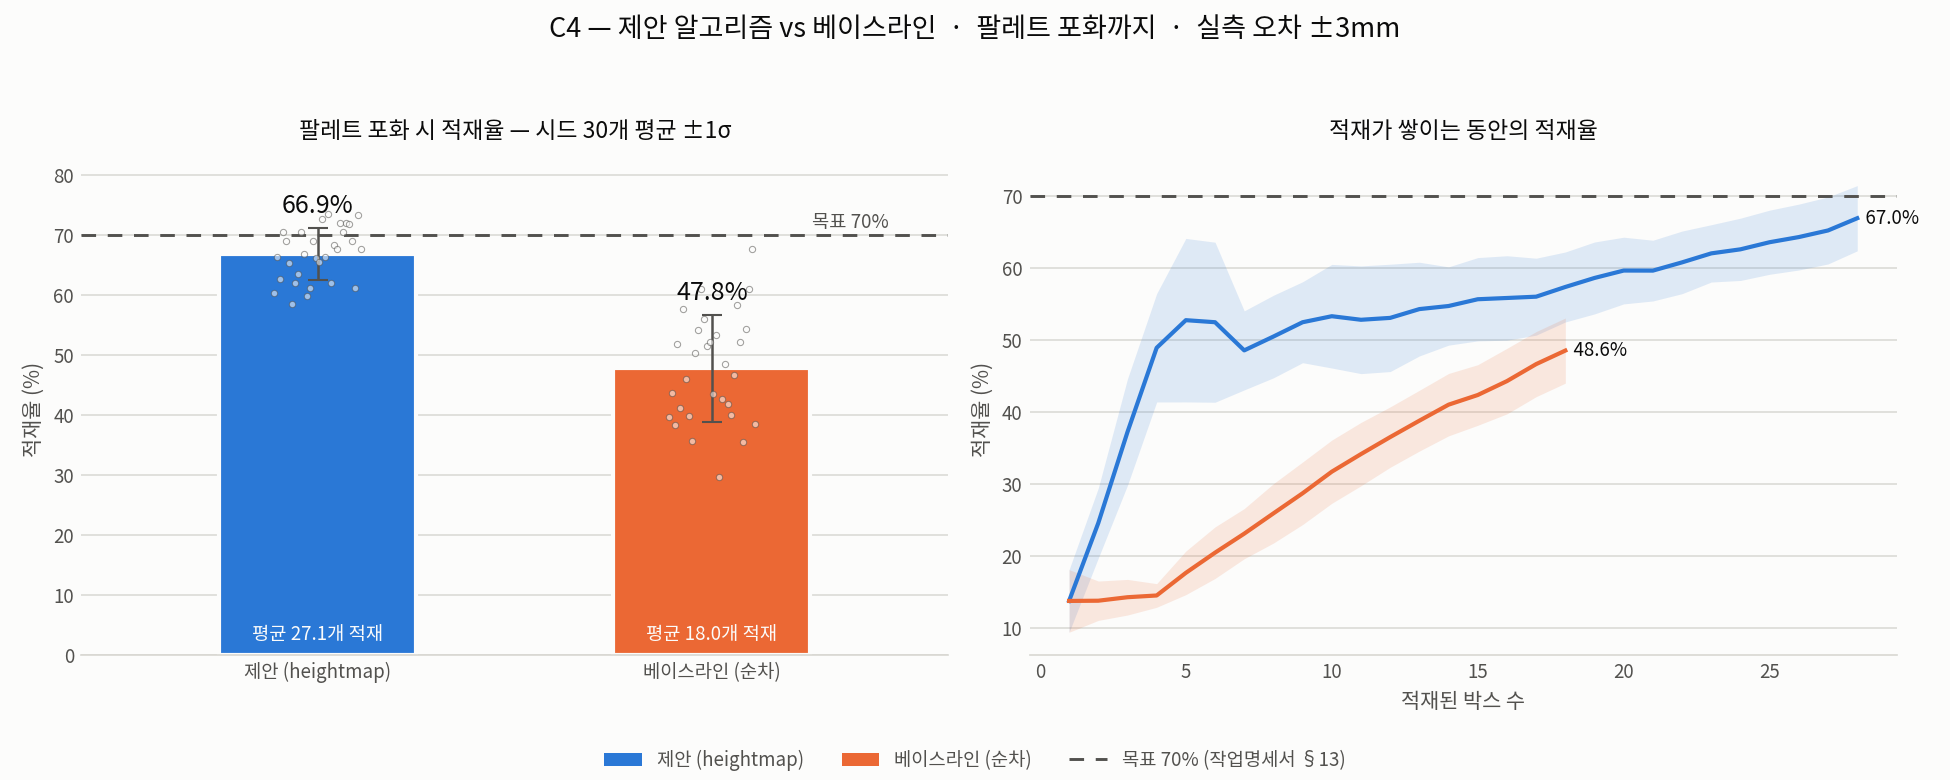 C4 — 제안 알고리즘 vs 베이스라인 · 팔레트 포화까지 · 실측 오차 ±3mm
팔레트 포화 시 적재율 — 시드 30개 평균 ±1σ
적재율 (%)
80
70
60
50
40
30
20
10
0
66.9%
목표 70%
47.8%
평균 27.1개 적재
평균 18.0개 적재
제안 (heightmap)
베이스라인 (순차)
적재가 쌓이는 동안의 적재율
적재율 (%)
70
60
50
40
30
20
10
67.0%
48.6%
0 5 10 15 20 25
적재된 박스 수
제안 (heightmap) 베이스라인 (순차) 목표 70% (작업명세서 §13)